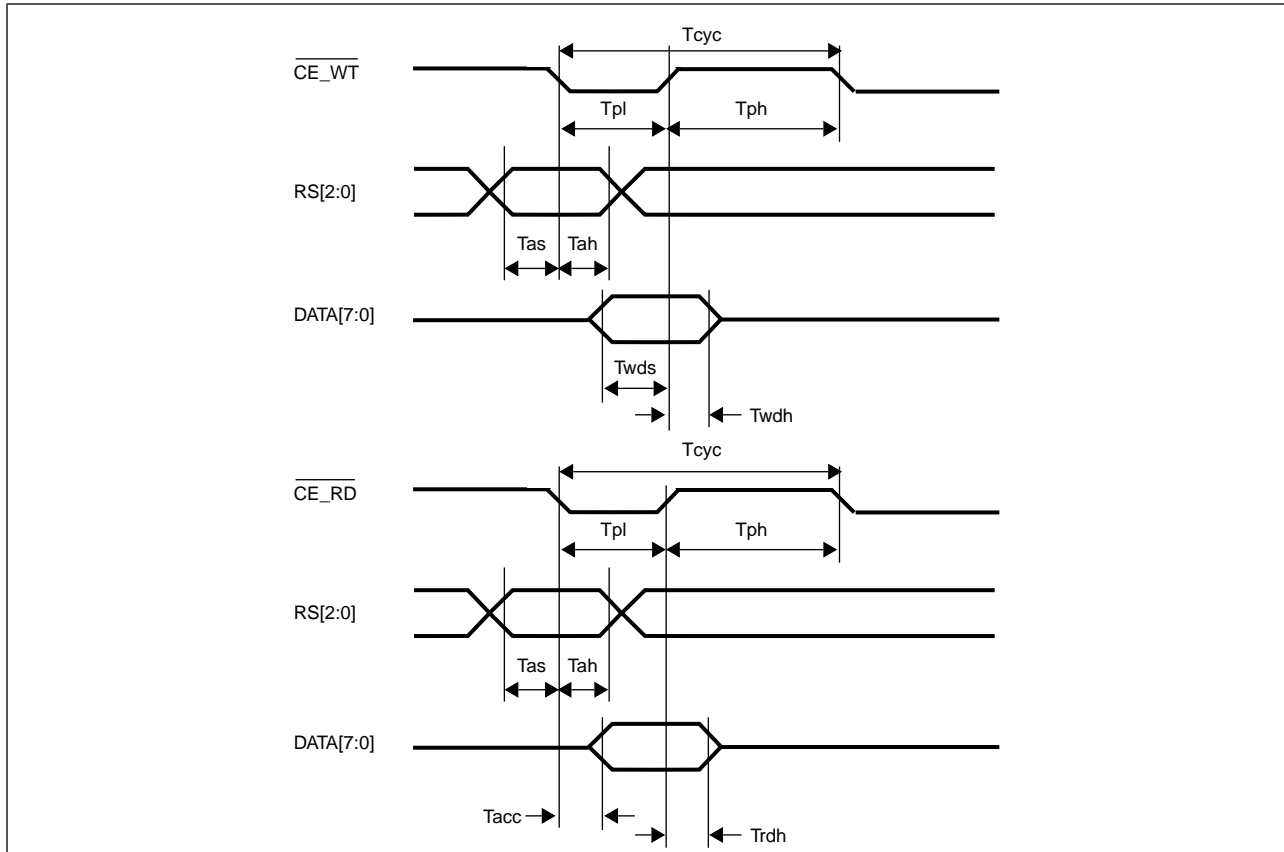 Tcyc
CE_WT
Tpl Tph
RS[2:0]
Tas Tah
DATA[7:0]
Twds
Twdh
Tcyc
CE_RD
Tpl Tph
RS[2:0]
Tas Tah
DATA[7:0]
Tacc
Trdh